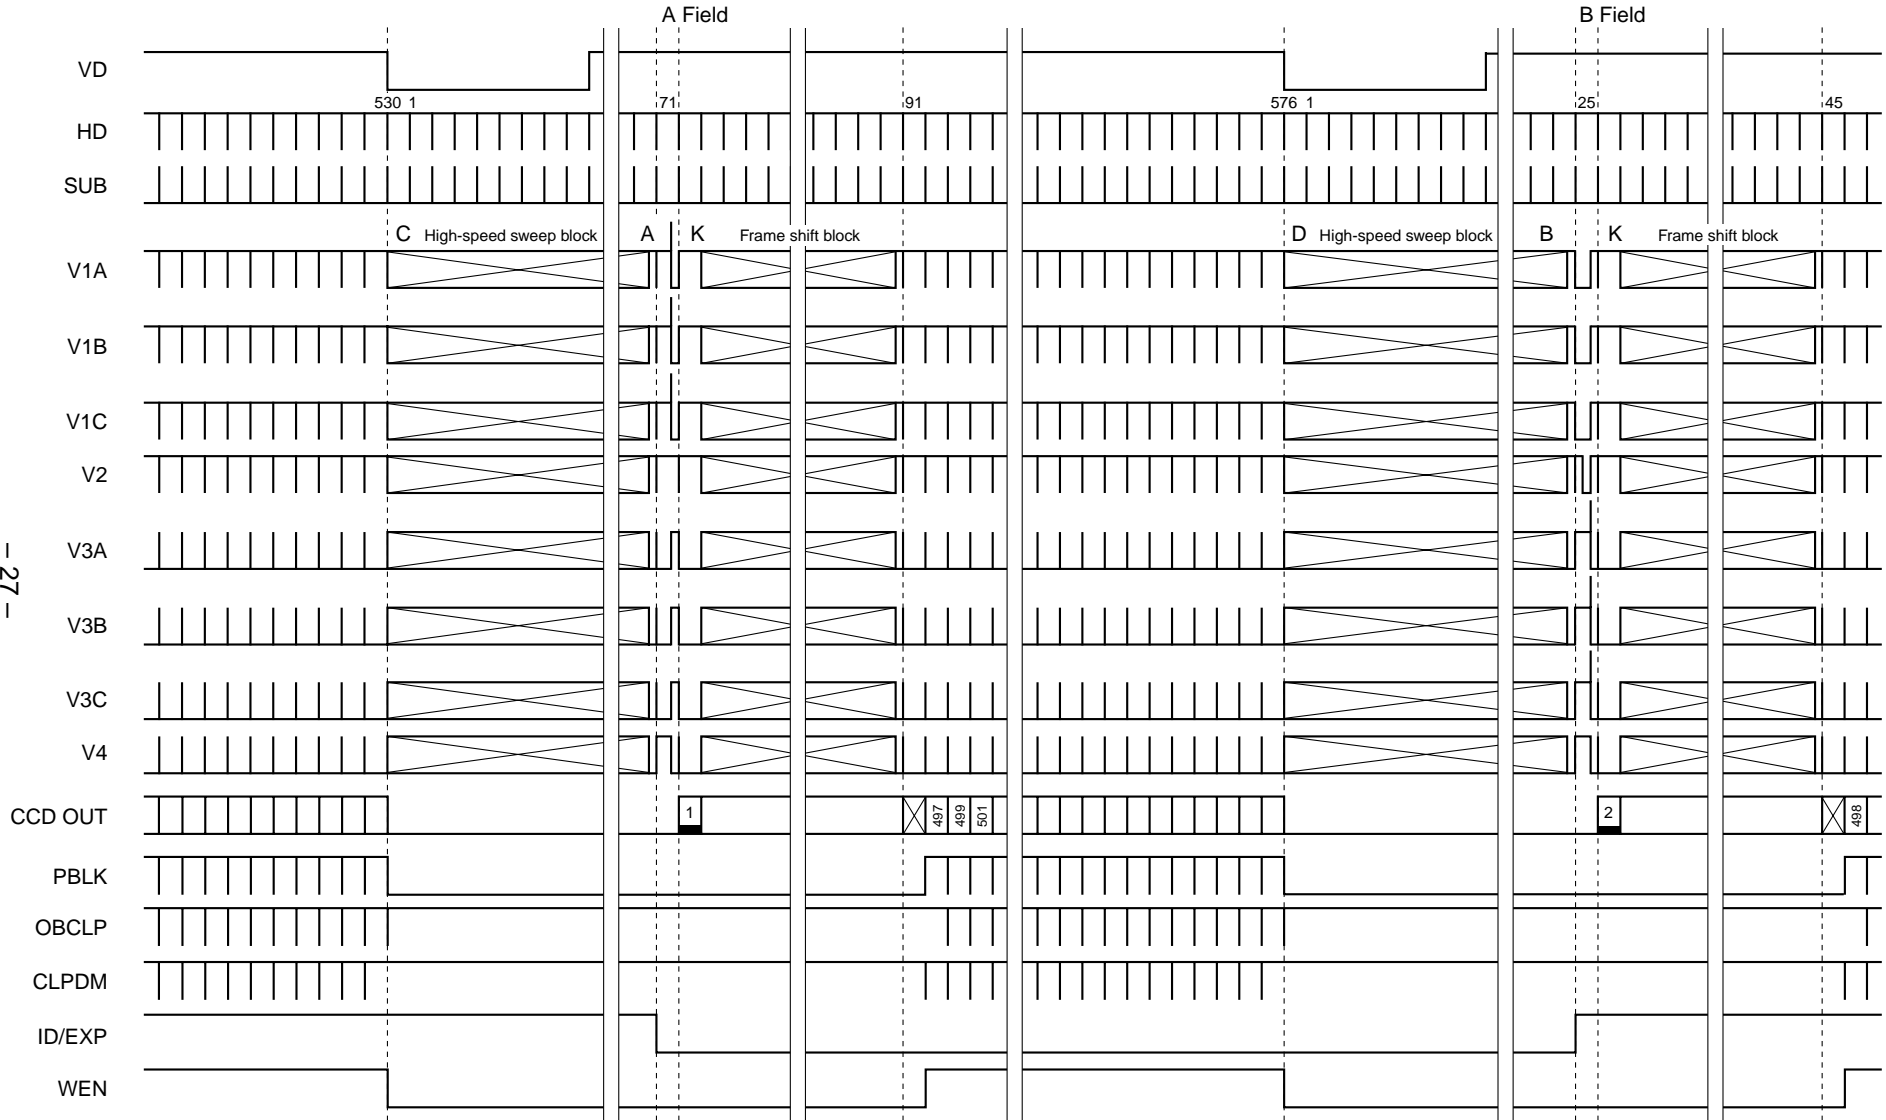 A Field B Field
VD
530 1 71 91 576 1 25 45
HD
SUB
C High-speed sweep block A K Frame shift block D High-speed sweep block B K Frame shift block
V1A
V1B
V1C
V2
V3A
– 27 –
V3B
V3C
V4
CCD OUT 1 497 499 501 2 498
PBLK
OBCLP
CLPDM
ID/EXP
WEN